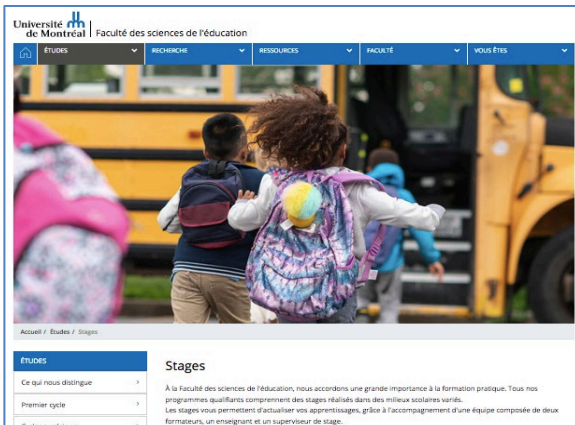 Université
de Montréal
Faculté des sciences de l'éducation
ÉTUDES
RECHERCHE
RESSOURCES
FACULTÉ
VOUS ÊTES
Accueil / Études / Stages
ÉTUDES
Ce qui nous distingue
Premier cycle
Stages
À la Faculté des sciences de l'éducation, nous accordons une grande importance à la formation pratique. Tous nos
programmes qualifiants comprennent des stages réalisés dans des milieux scolaires variés.
Les stages vous permettent d'actualiser vos apprentissages, grâce à l'accompagnement d'une équipe composée de deux
formateurs, un enseignant et un superviseur de stage.